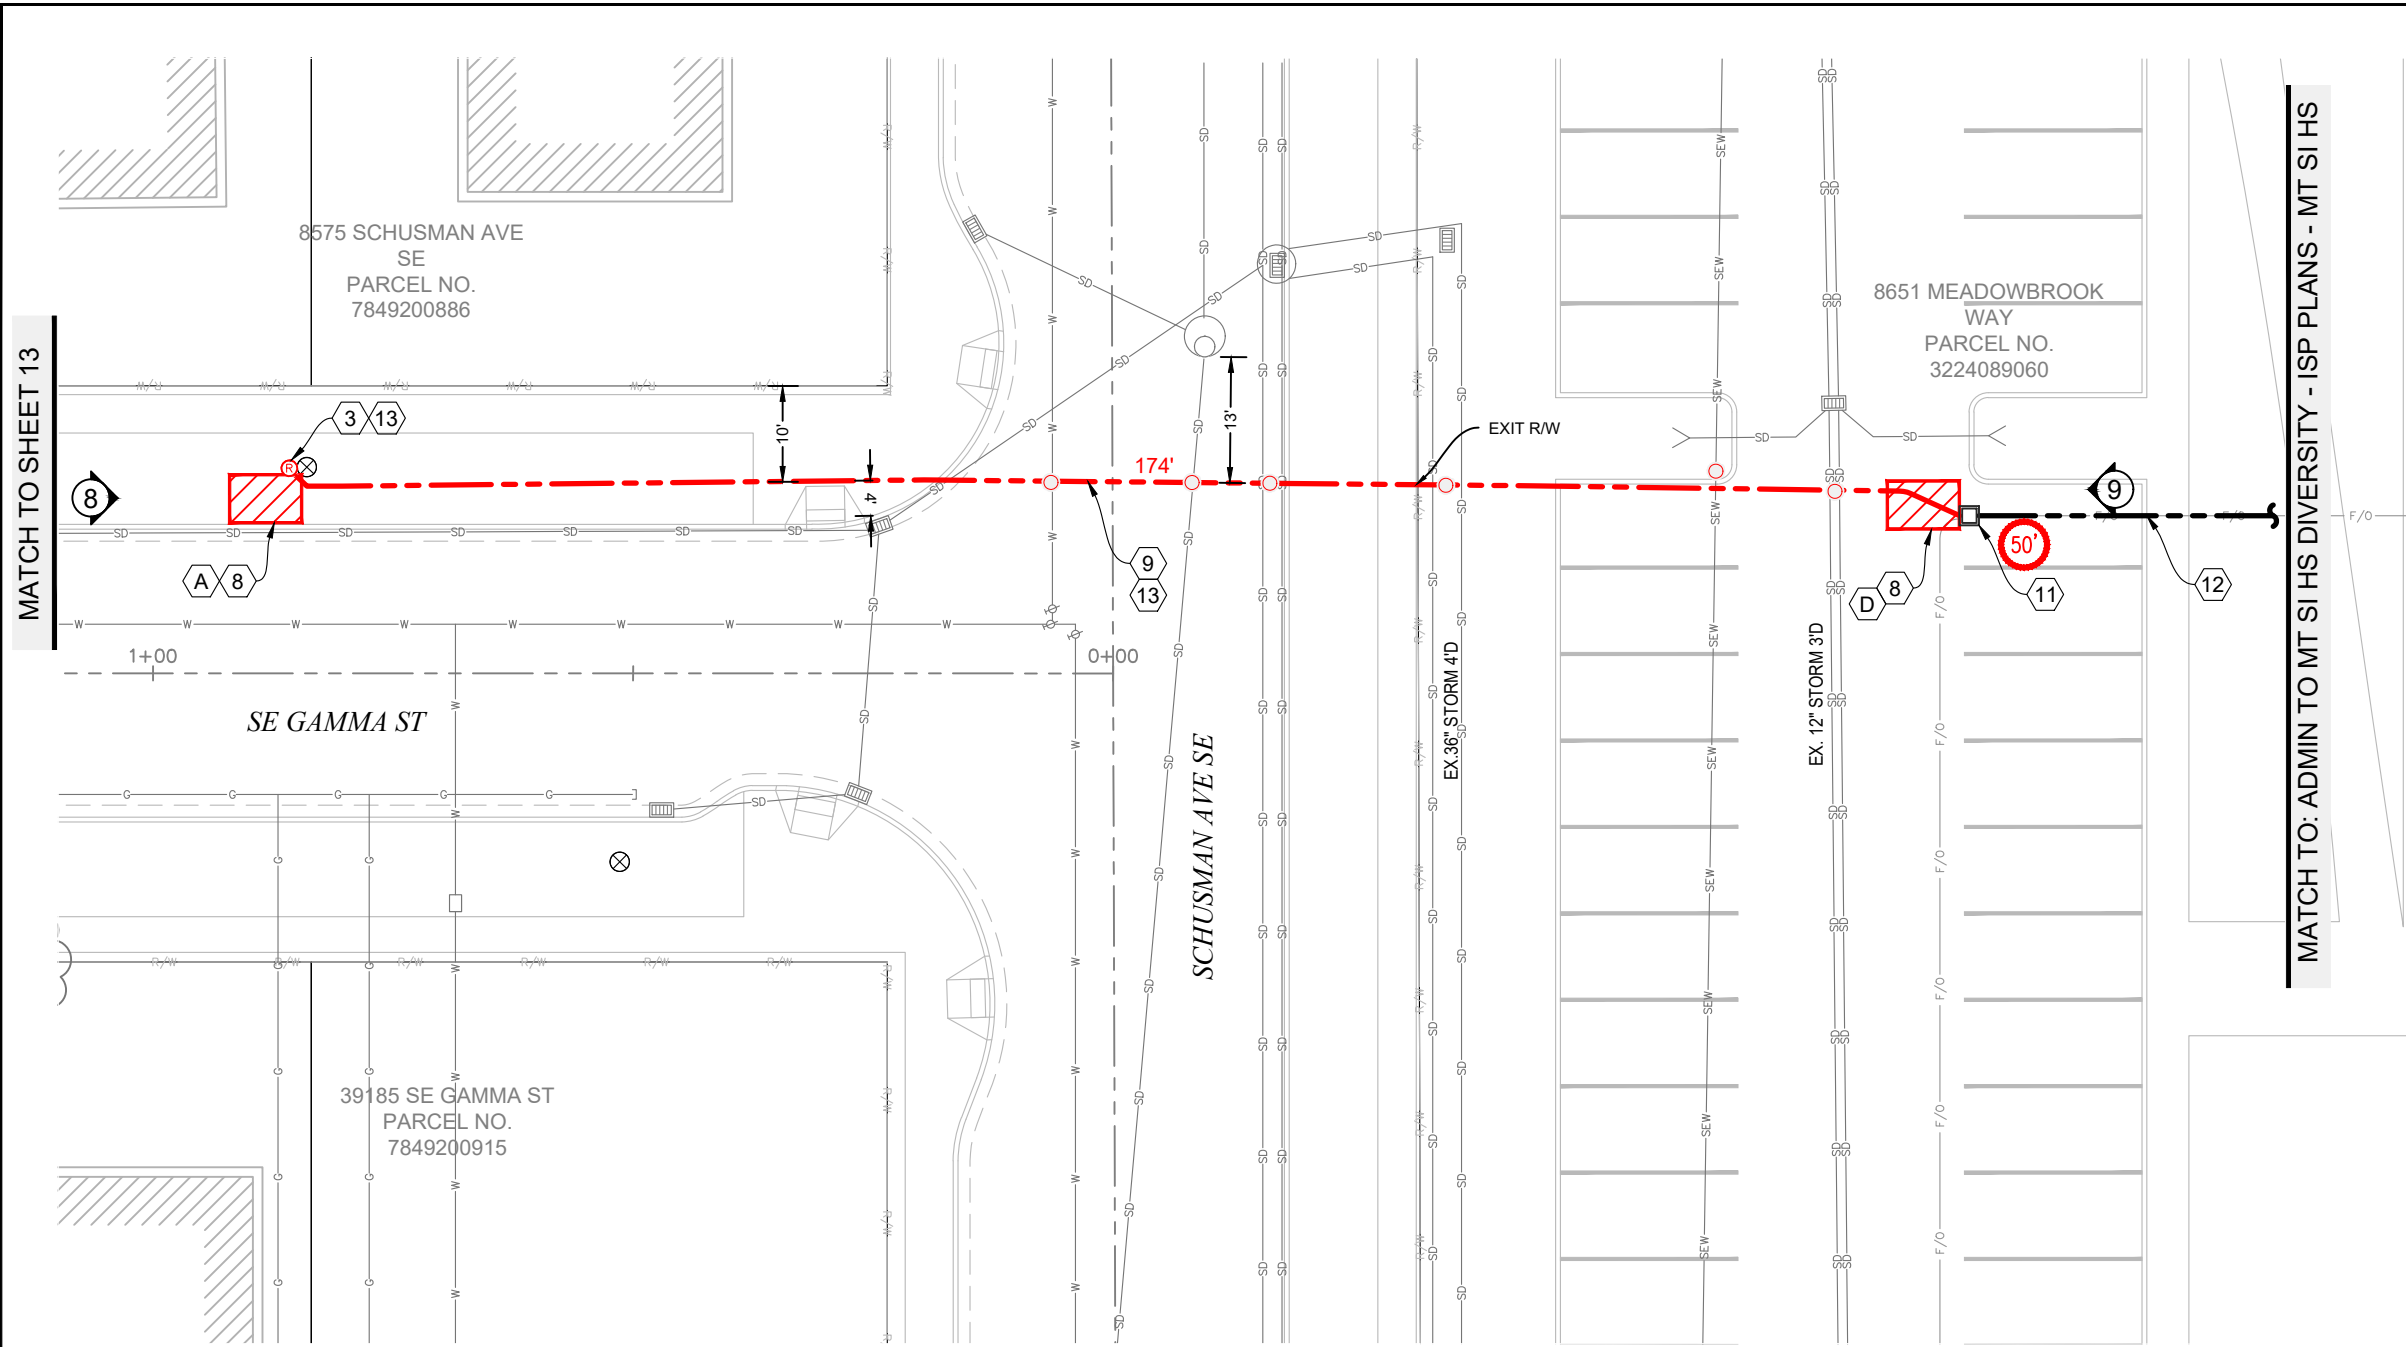 MATCH TO SHEET 13
8575 SCHUSMAN AVE
SE
PARCEL NO.
7849200886
8651 MEADOWBROOK
WAY
PARCEL NO.
3224089060
MATCH TO: ADMIN TO MT SI HS DIVERSITY - ISP PLANS - MT SI HS
3
13
R
8
A
8
10'
4'
174'
13'
EXIT R/W
9
13
9
50'
8
D
11
12
1+00
0+00
SE GAMMA ST
SCHUSMAN AVE SE
EX.36" STORM 4'D
EX. 12" STORM 3'D
39185 SE GAMMA ST
PARCEL NO.
7849200915
R/W
SD
W
G
SEW
F/O